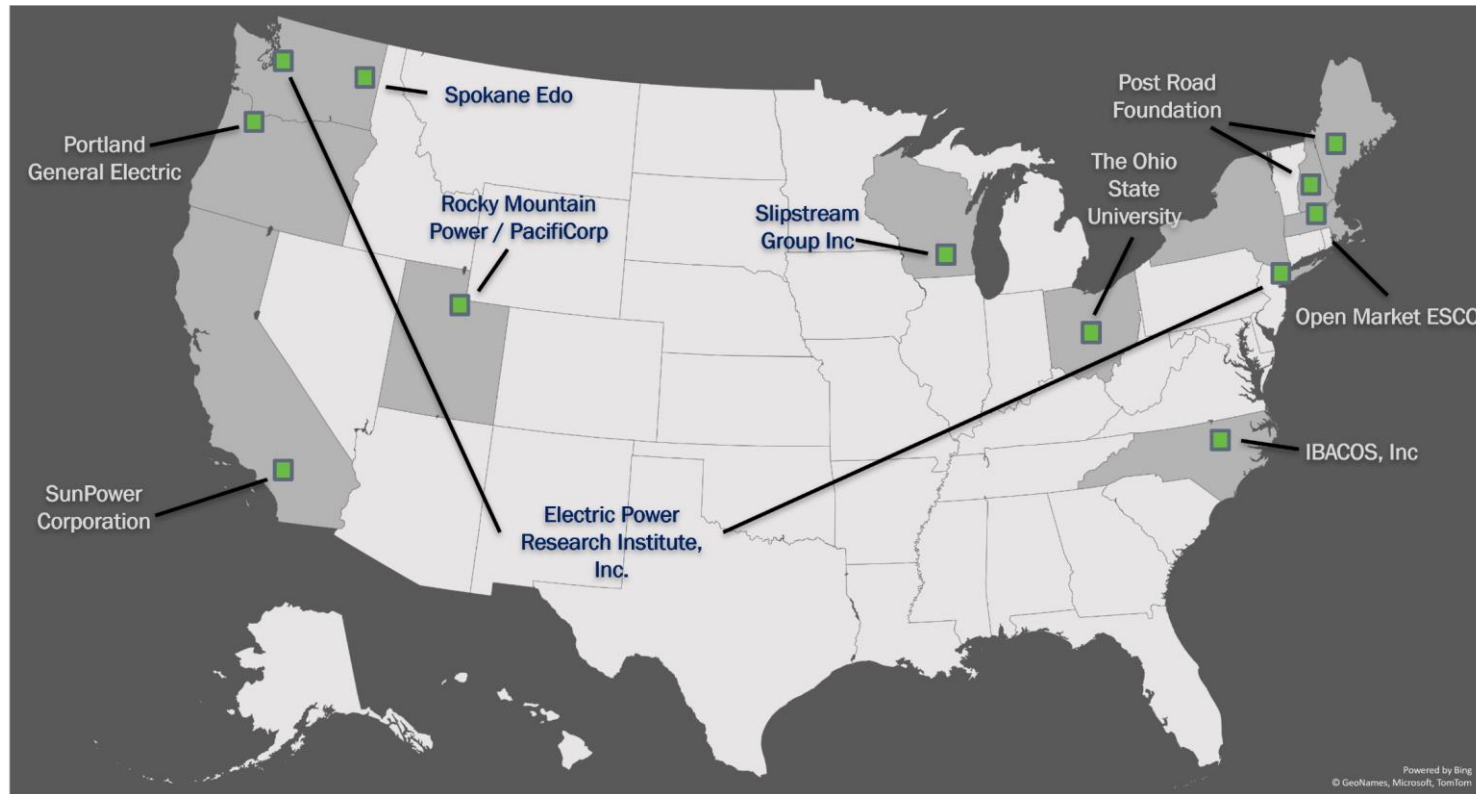 Spokane Edo
Portland
General Electric
Rocky Mountain
Power / PacifiCorp
Slipstream
Group Inc
The Ohio
State
University
Post Road
Foundation
Open Market ESCO
IBACOS, Inc
SunPower
Corporation
Electric Power
Research Institute,
Inc.
Powered by Bing
© GeoNames, Microsoft, TomTom